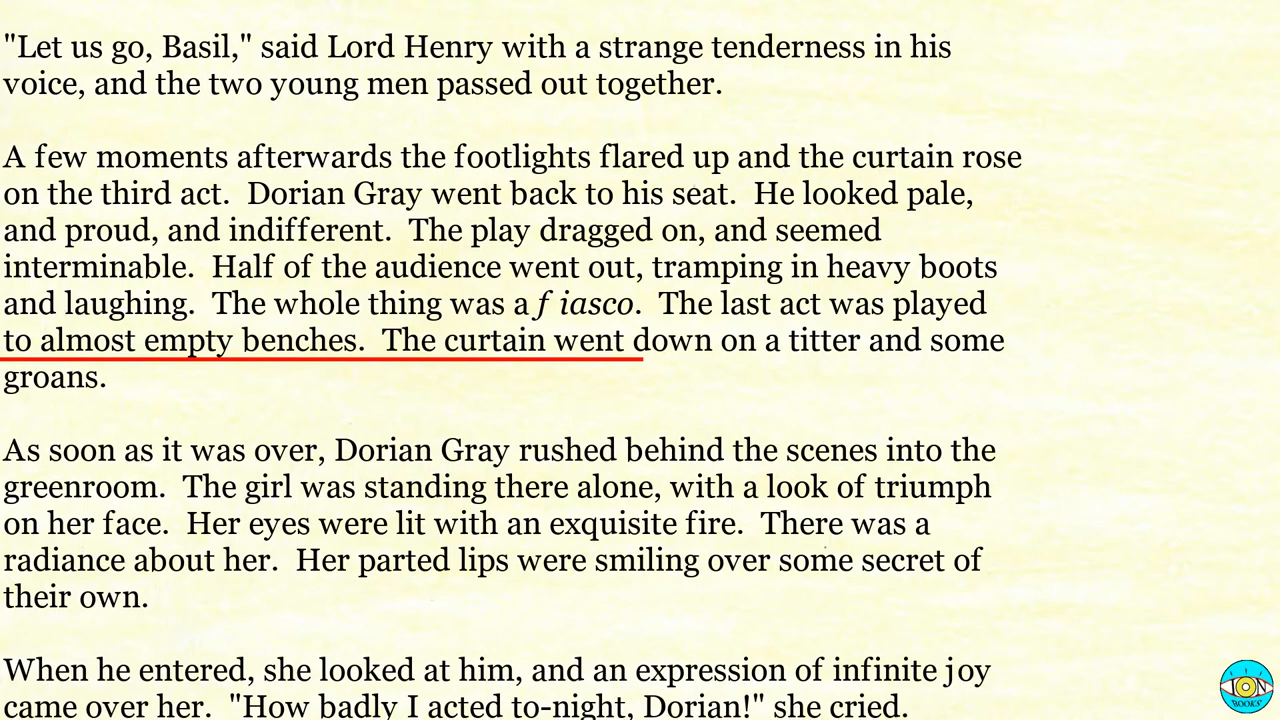 "Let us go, Basil," said Lord Henry with a strange tenderness in his
voice, and the two young men passed out together.
A few moments afterwards the footlights flared up and the curtain rose
on the third act.  Dorian Gray went back to his seat.  He looked pale,
and proud, and indifferent.  The play dragged on, and seemed
interminable.  Half of the audience went out, tramping in heavy boots
and laughing.  The whole thing was a f iasco.  The last act was played
to almost empty benches.  The curtain went down on a titter and some
groans.
As soon as it was over, Dorian Gray rushed behind the scenes into the
greenroom.  The girl was standing there alone, with a look of triumph
on her face.  Her eyes were lit with an exquisite fire.  There was a
radiance about her.  Her parted lips were smiling over some secret of
their own.
When he entered, she looked at him, and an expression of infinite joy
came over her.  "How badly I acted to-night, Dorian!" she cried.
ION
BOOKS